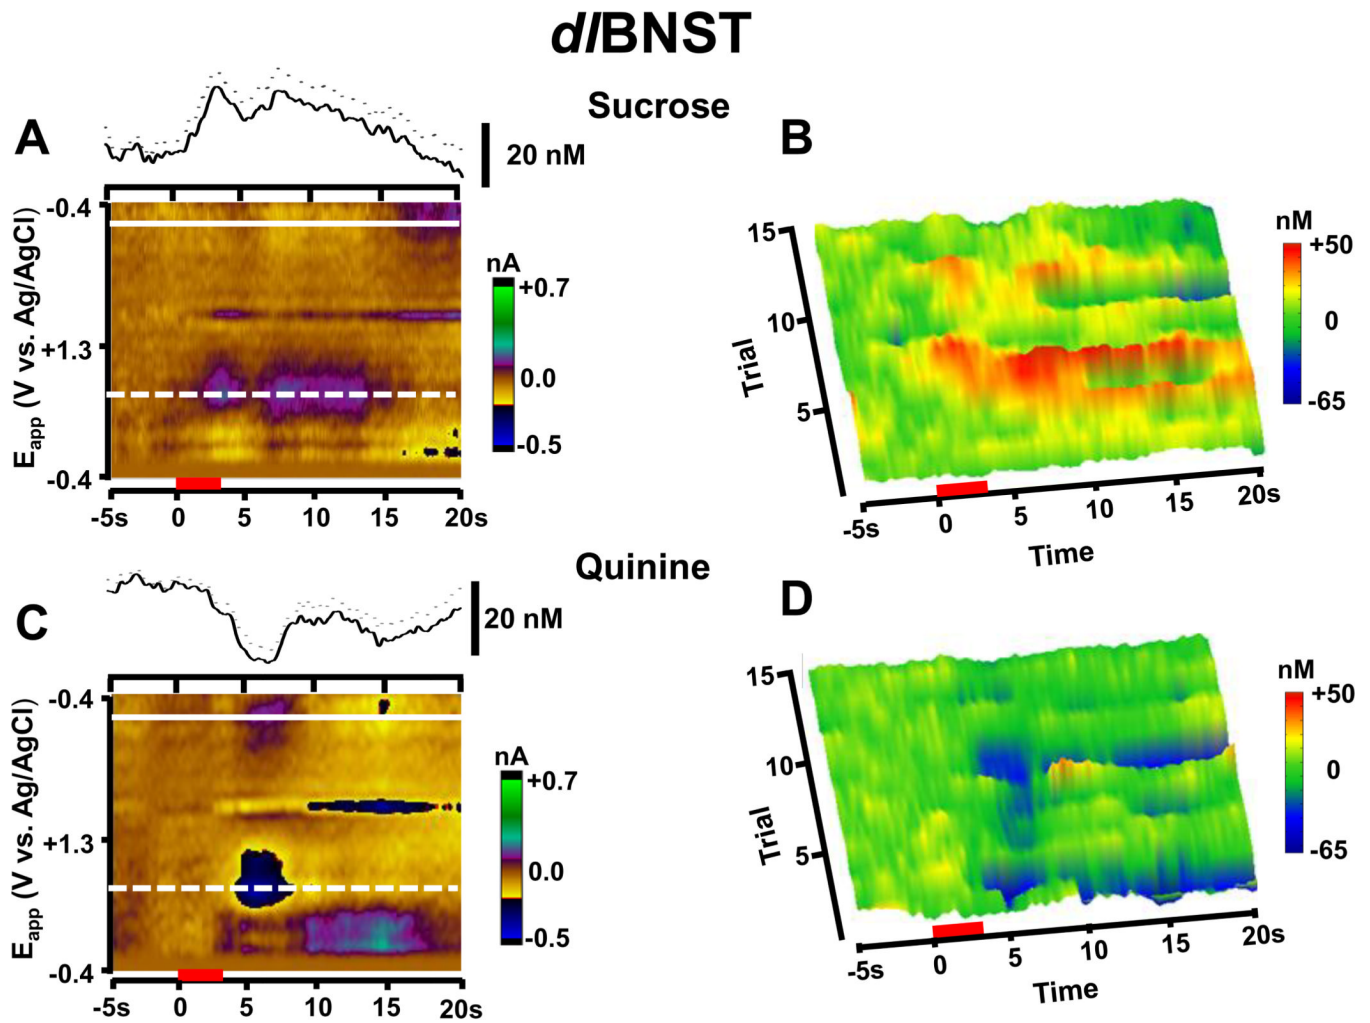 dlBNST
Sucrose
A
20 nM
-0.4
+1.3
-0.4
Eapp (V vs. Ag/AgCl)
nA
+0.7
0.0
-0.5
-5s 0 5 10 15 20s
B
15
10
5
Trial
-5s 0 5 10 15 20s
Time
nM
+50
0
-65
Quinine
C
20 nM
-0.4
+1.3
-0.4
Eapp (V vs. Ag/AgCl)
nA
+0.7
0.0
-0.5
-5s 0 5 10 15 20s
D
15
10
5
Trial
-5s 0 5 10 15 20s
Time
nM
+50
0
-65